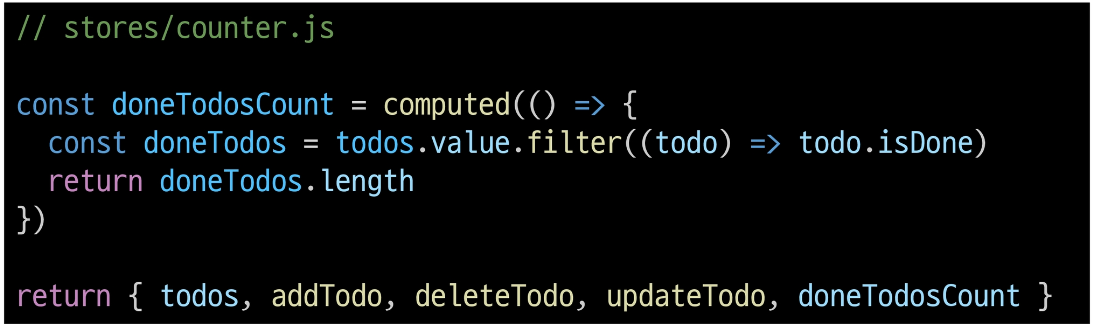 // stores/counter.js
const doneTodosCount = computed(() => {
  const doneTodos = todos.value.filter((todo) => todo.isDone)
  return doneTodos.length
})
return { todos, addTodo, deleteTodo, updateTodo, doneTodosCount }